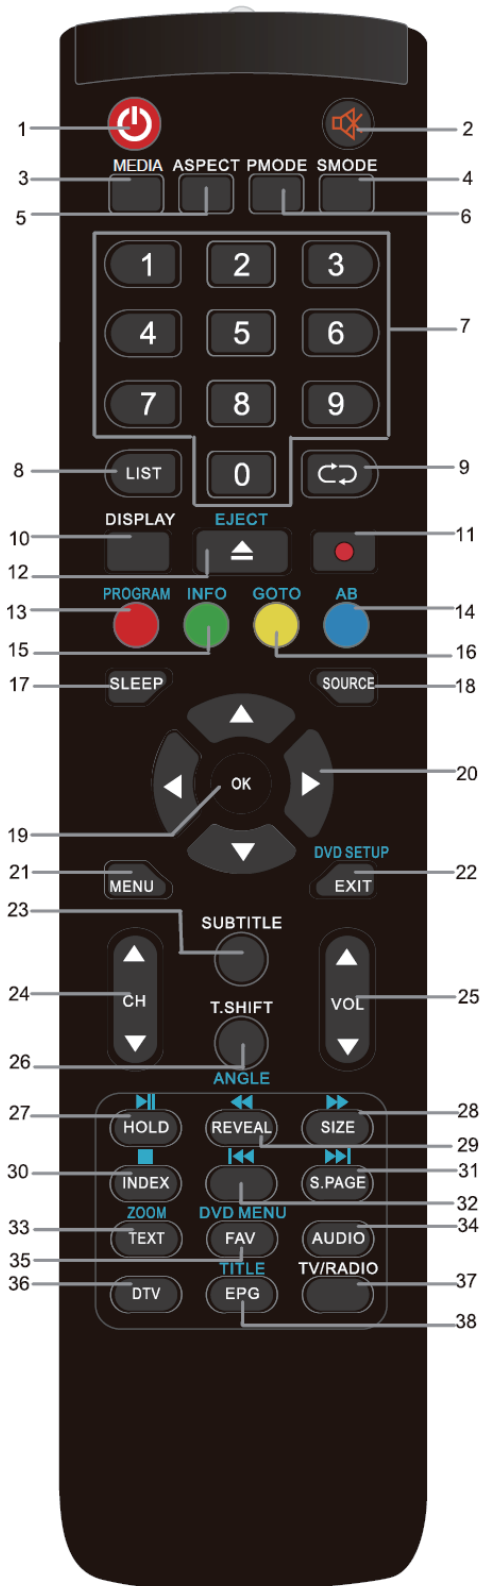 1
2
MEDIA ASPECT PMODE SMODE
3
4
5
6
1 2 3
7
4 5 6
7 8 9
8
LIST
0
9
DISPLAY
EJECT
10
11
12
PROGRAM INFO GOTO AB
13
14
15
16
17
SLEEP
SOURCE
18
OK
20
19
DVD SETUP
21
MENU
EXIT
22
23
SUBTITLE
24
CH
VOL
25
T.SHIFT
26
ANGLE
27
HOLD REVEAL SIZE
28
29
30
INDEX
S.PAGE
31
32
ZOOM DVD MENU
33
TEXT FAV AUDIO
34
35
TITLE TV/RADIO
36
DTV EPG
37
38